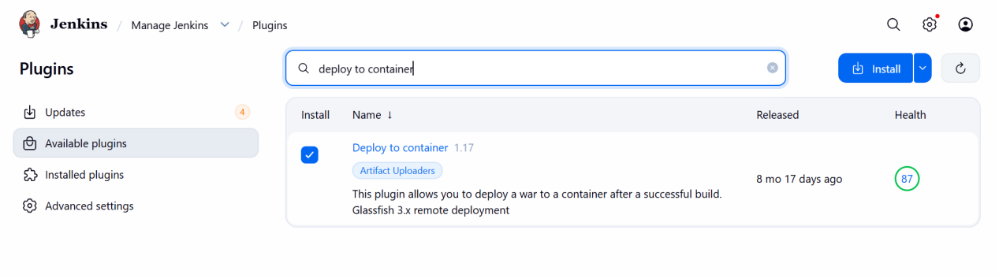 Jenkins / Manage Jenkins / Plugins
Plugins
deploy to container
Install
Updates 4
Available plugins
Installed plugins
Advanced settings
Install Name ↓ Released Health
Deploy to container 1.17
Artifact Uploaders
This plugin allows you to deploy a war to a container after a successful build.
Glassfish 3.x remote deployment
8 mo 17 days ago
87